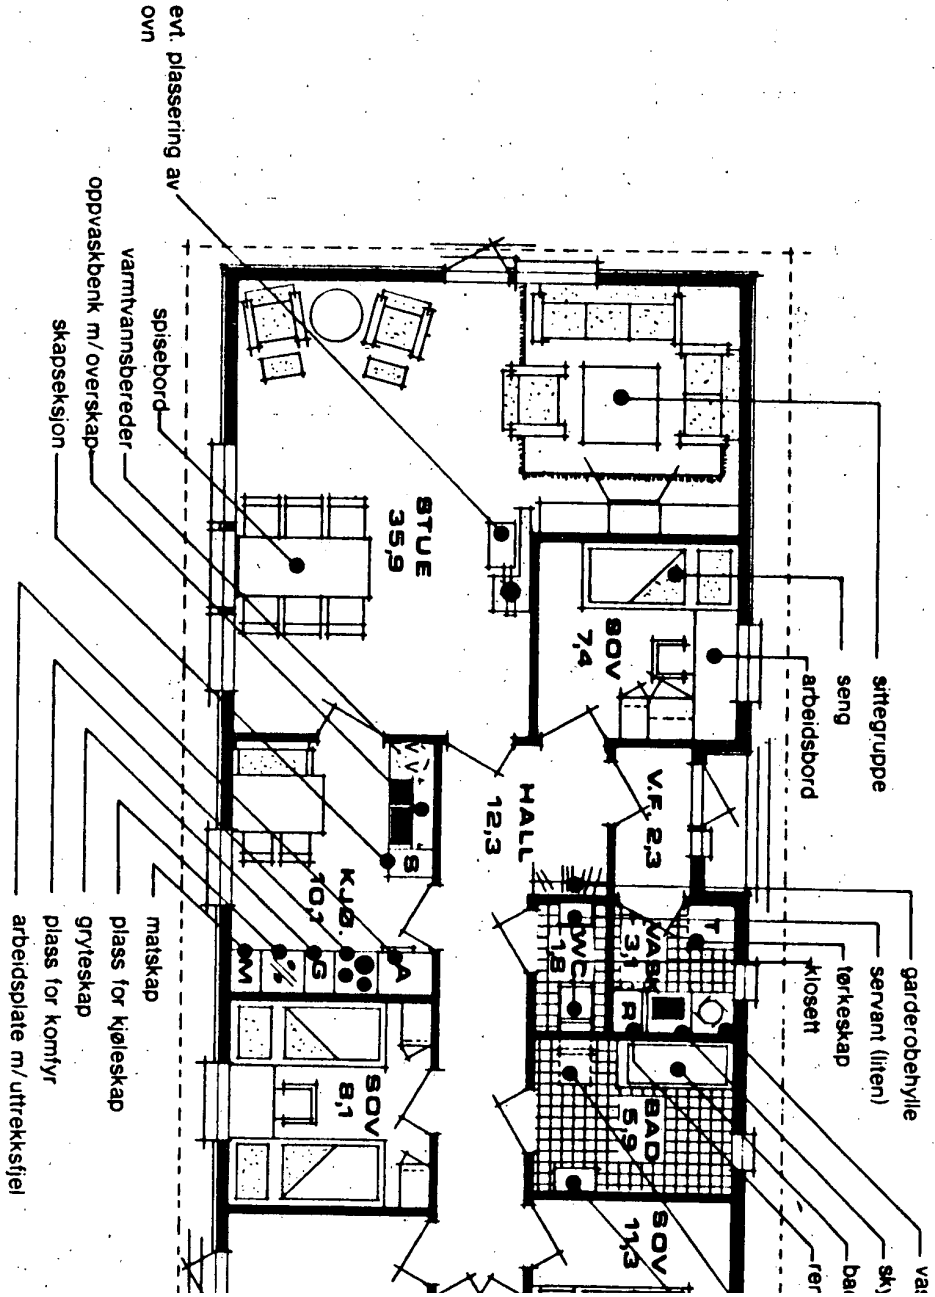 evt. plassering av
ovn
oppvaskbenk m/overskap
varmtvannsbereder
spisebord
skapseksjon
STUE
35,9
SOV
7,4
sittegruppe
seng
arbeidsbord
HALL
12,3
V.F. 2,3
KJØ.
10,1
V V
S
A
G
M
WC
1,8
VASK
3,1
T
R
BAD
5,9
SOV
8,1
SOV
11,3
garderobehylle
servant (liten)
tørkeskap
klosett
matskap
plass for kjøleskap
gryteskap
plass for komfyr
arbeidsplate m/uttrekksfjel